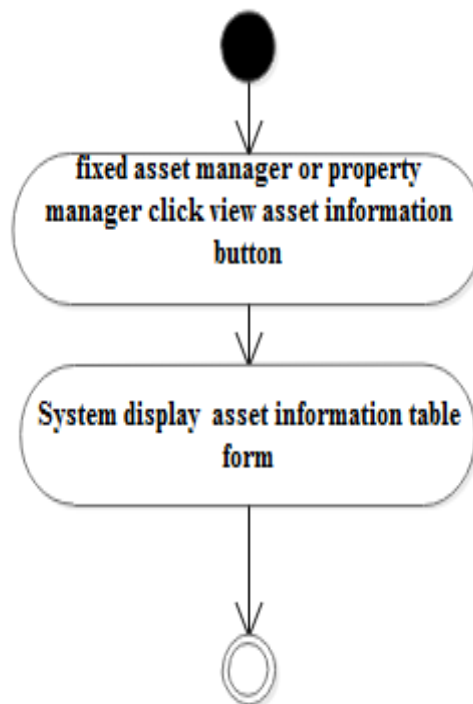 fixed asset manager or property
manager click view asset information
button
System display asset information table
form